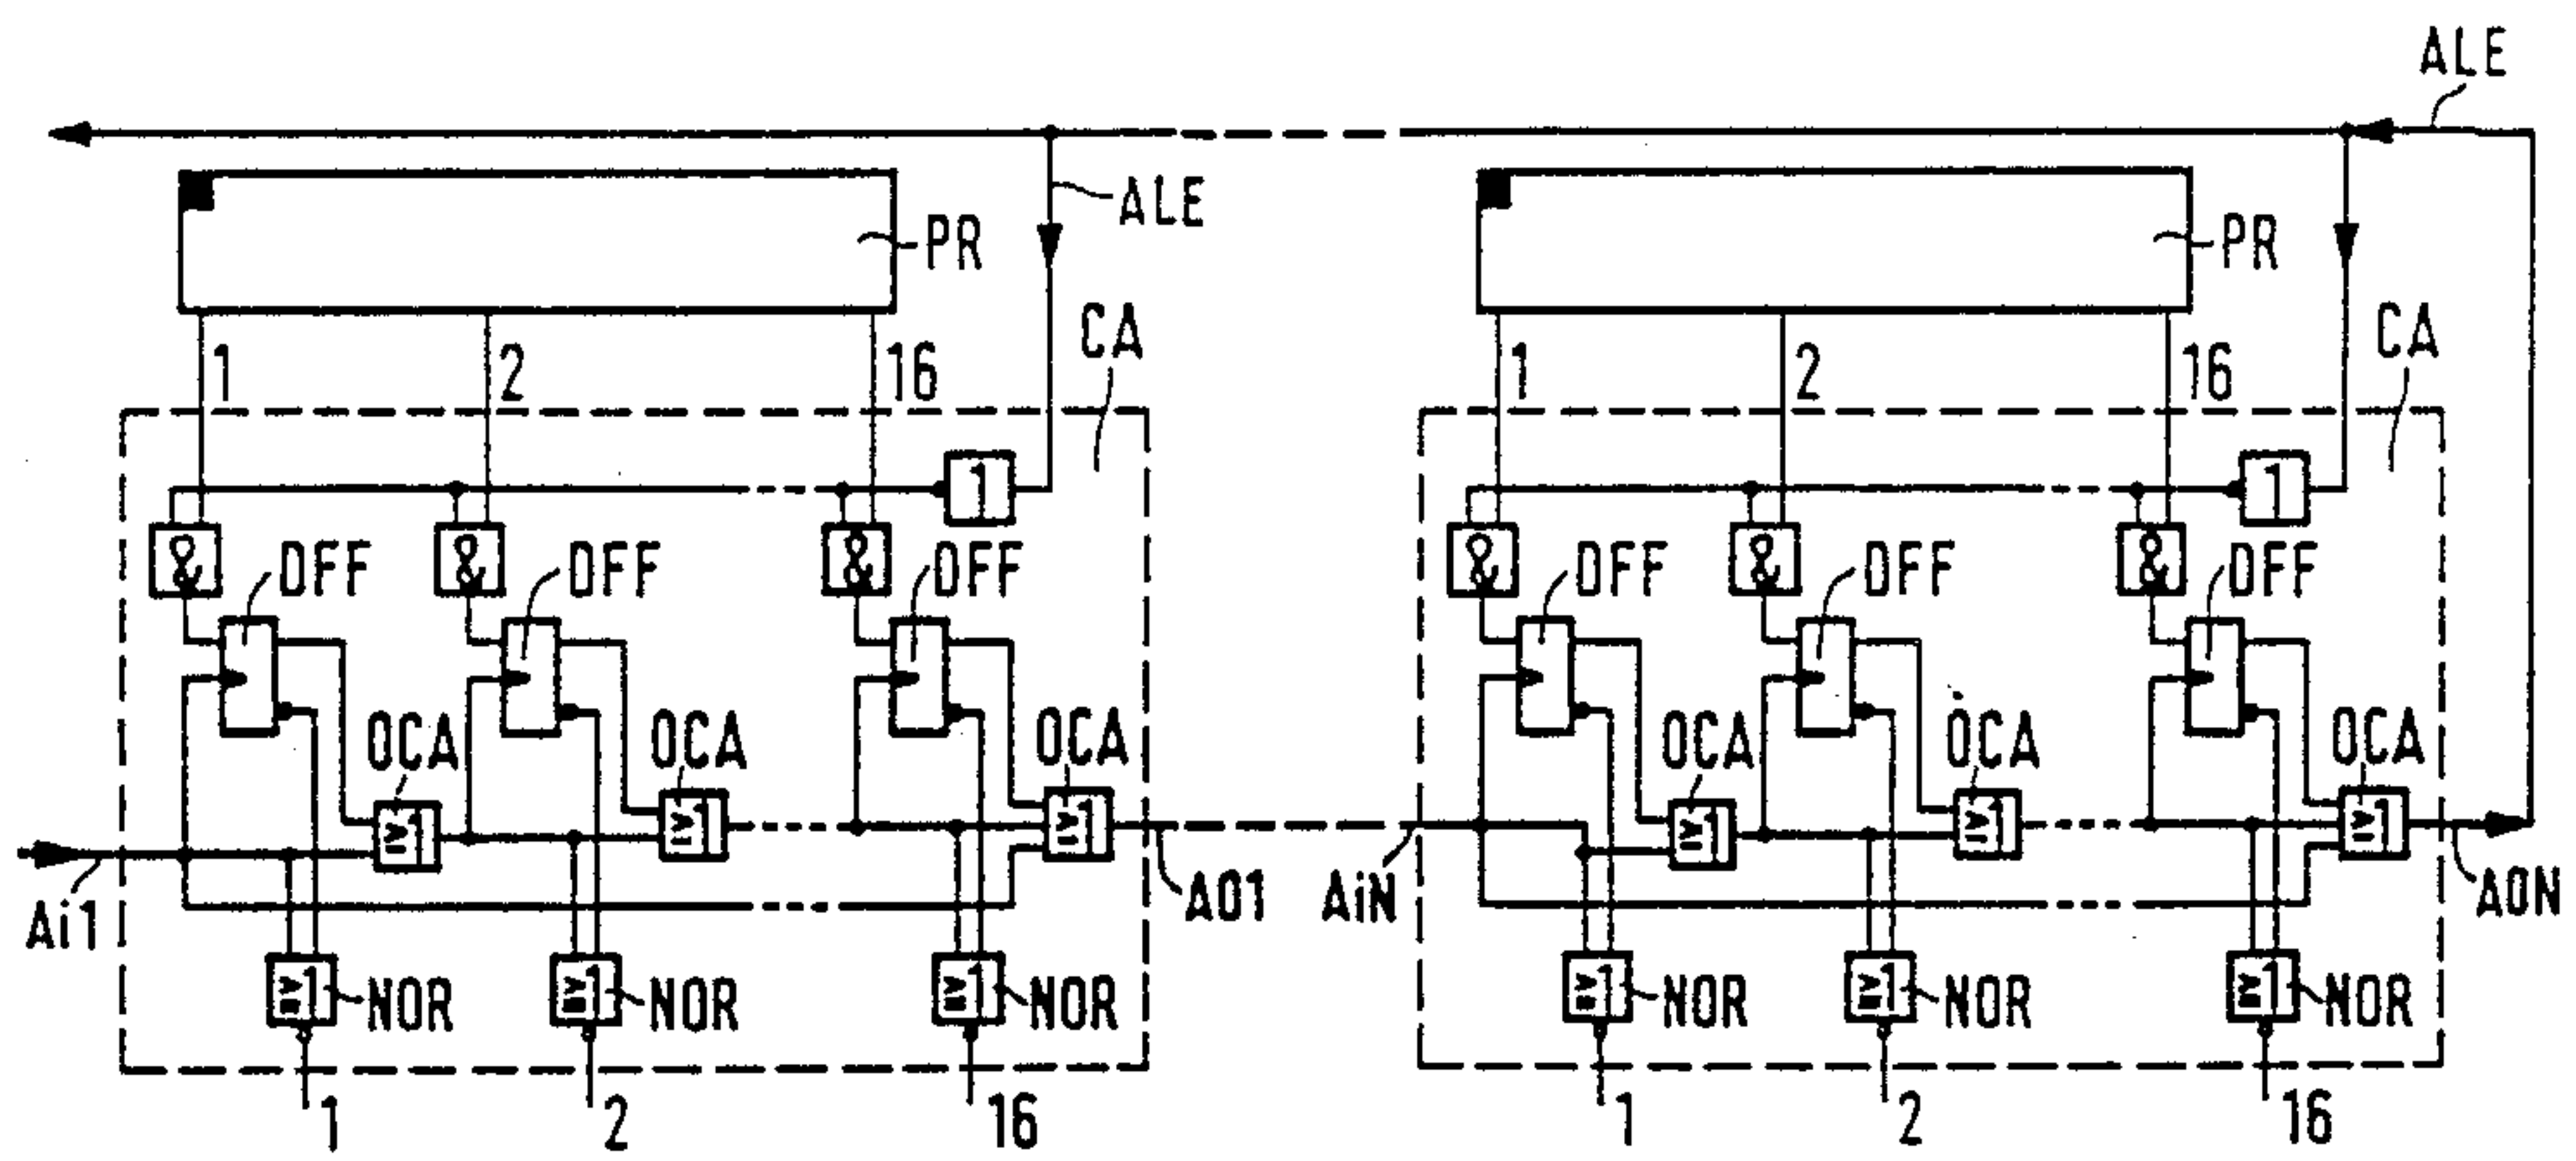 ALE
ALE
PR
PR
CA
CA
1
2
16
1
2
16
1
1
&
&
&
&
&
&
DFF
DFF
DFF
DFF
DFF
DFF
OCA
OCA
OCA
OCA
OCA
OCA
≥1
≥1
≥1
≥1
≥1
≥1
Ai1
A01
AiN
A0N
≥1
NOR
≥1
NOR
≥1
NOR
≥1
NOR
≥1
NOR
≥1
NOR
1
2
16
1
2
16